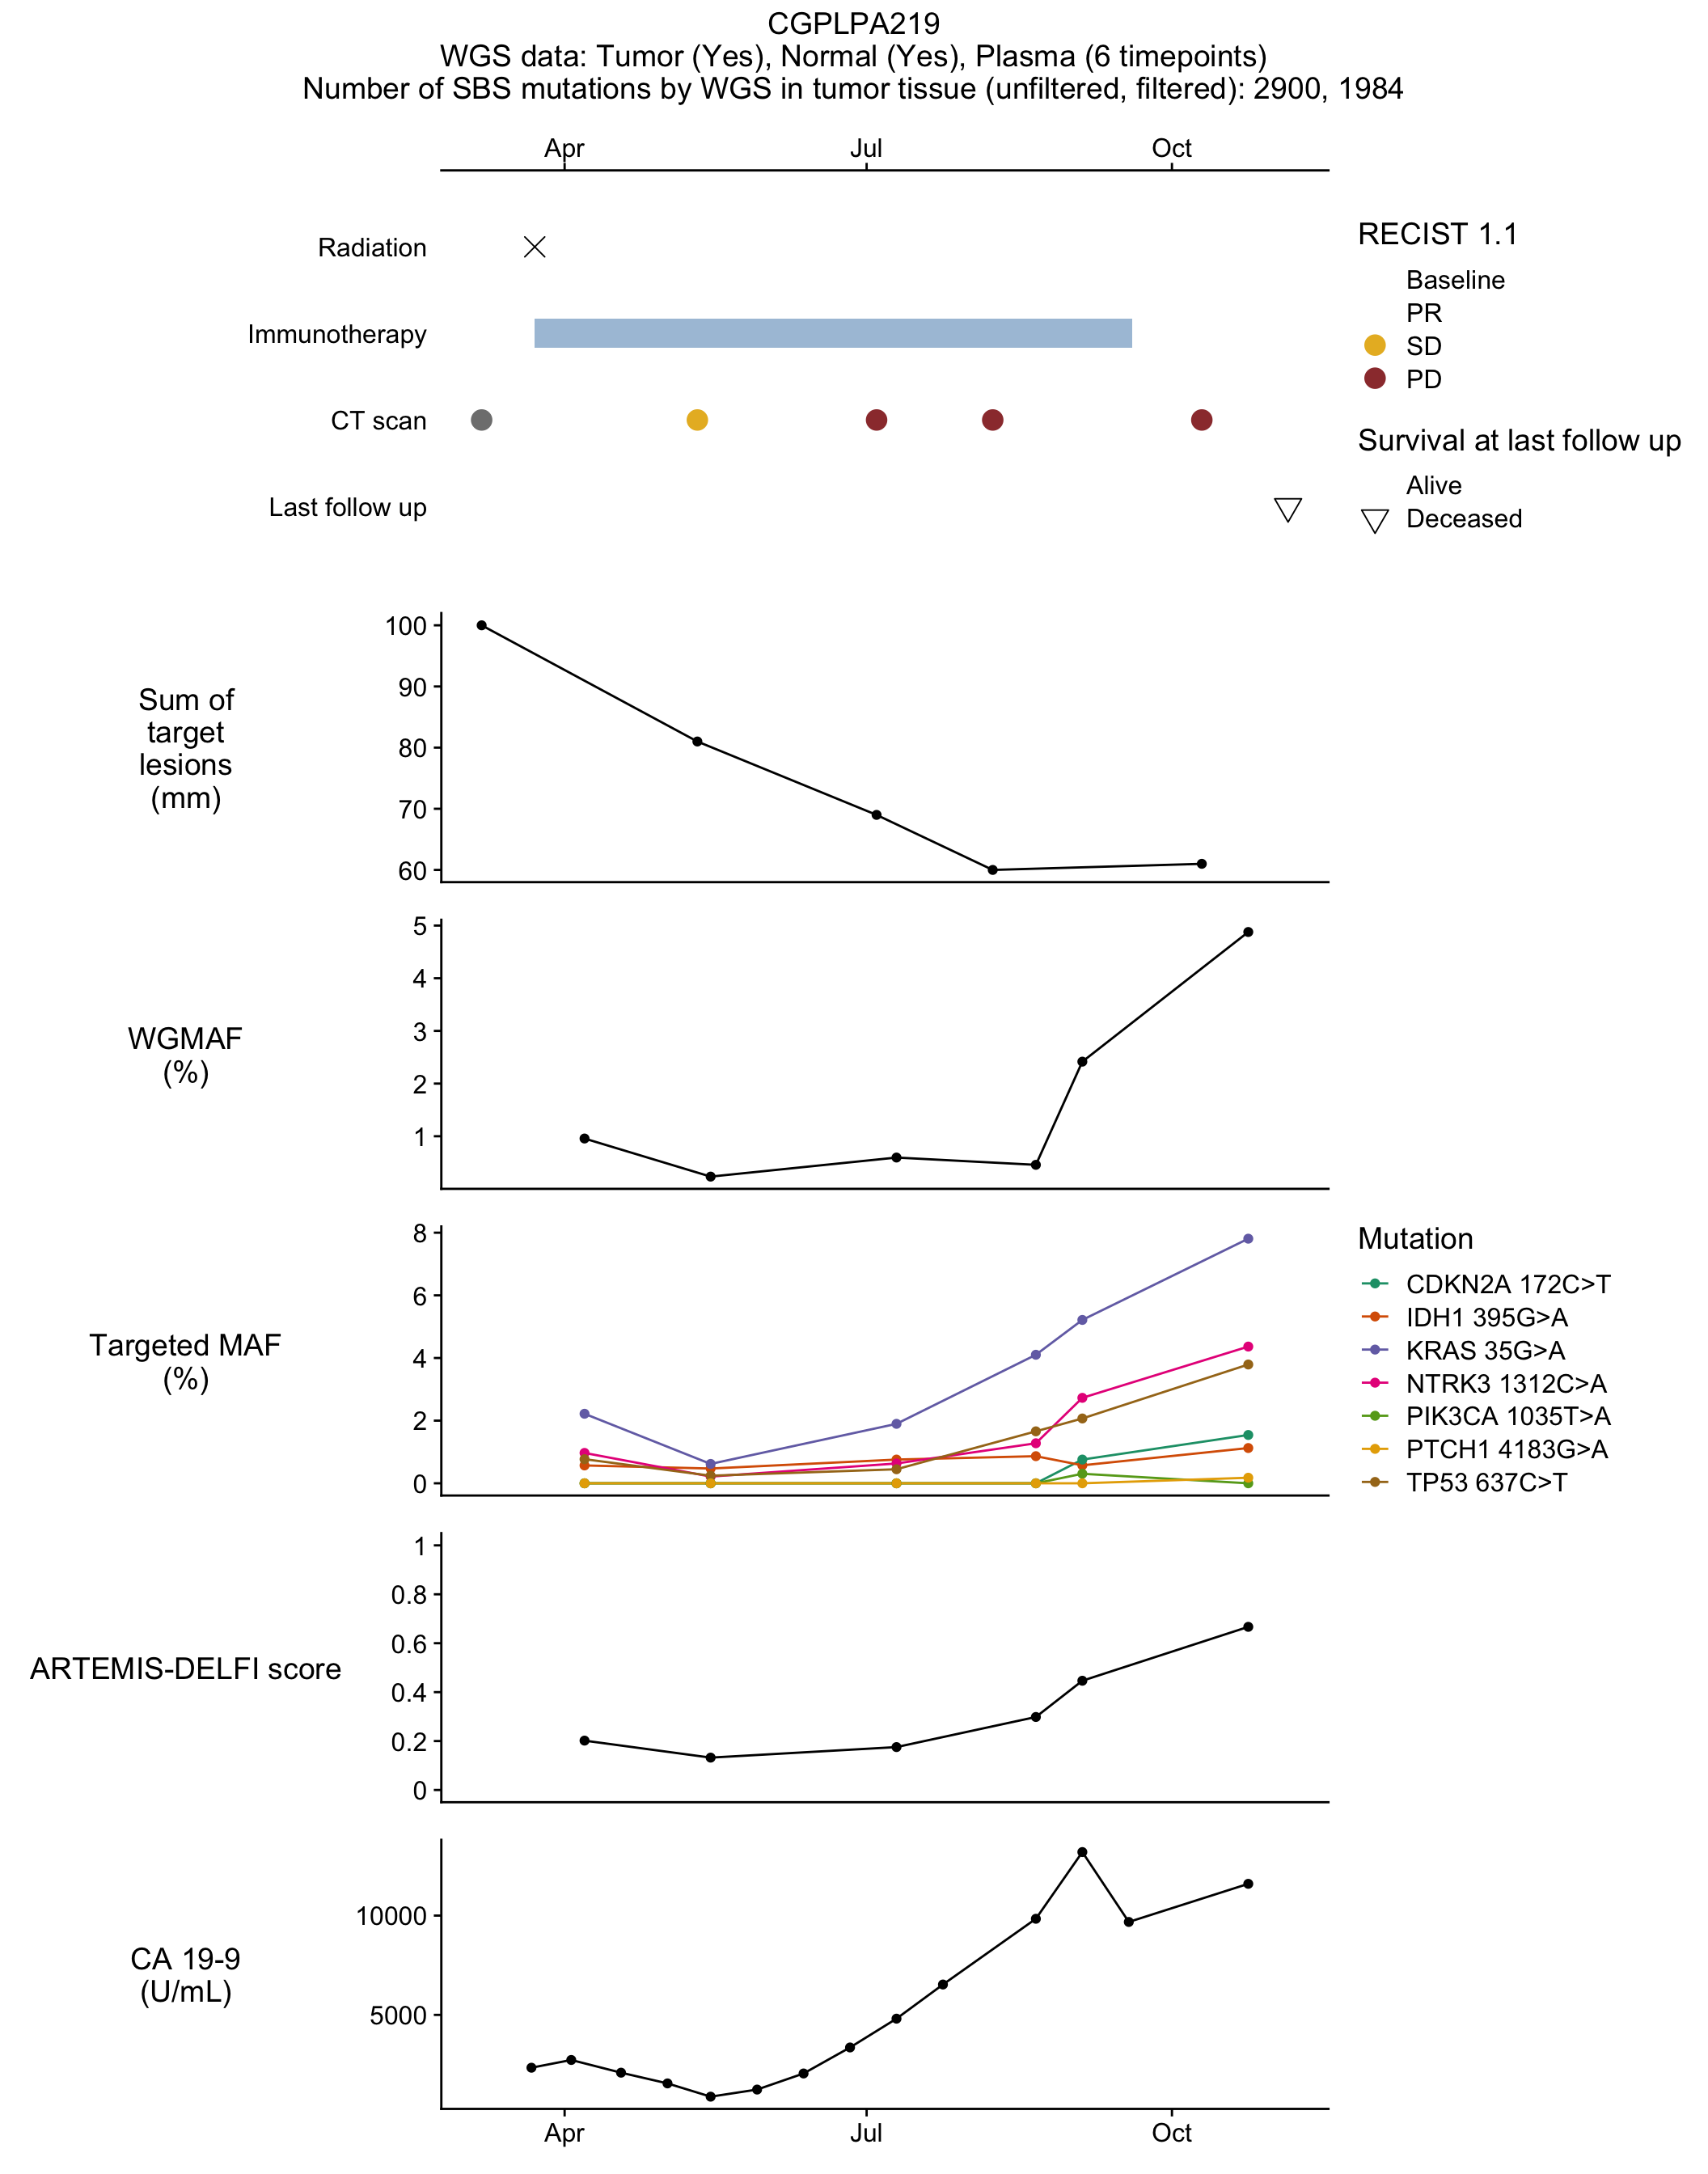 CGPLPA219
WGS data: Tumor (Yes), Normal (Yes), Plasma (6 timepoints)
Number of SBS mutations by WGS in tumor tissue (unfiltered, filtered): 2900, 1984
Apr Jul Oct
Radiation
Immunotherapy
CT scan
Last follow up
RECIST 1.1
Baseline
PR
SD
PD
Survival at last follow up
Alive
Deceased
Sum of
target
lesions
(mm)
100
90
80
70
60
WGMAF
(%)
5
4
3
2
1
Targeted MAF
(%)
8
6
4
2
0
Mutation
CDKN2A 172C>T
IDH1 395G>A
KRAS 35G>A
NTRK3 1312C>A
PIK3CA 1035T>A
PTCH1 4183G>A
TP53 637C>T
ARTEMIS-DELFI score
1
0.8
0.6
0.4
0.2
0
CA 19-9
(U/mL)
10000
5000
Apr Jul Oct